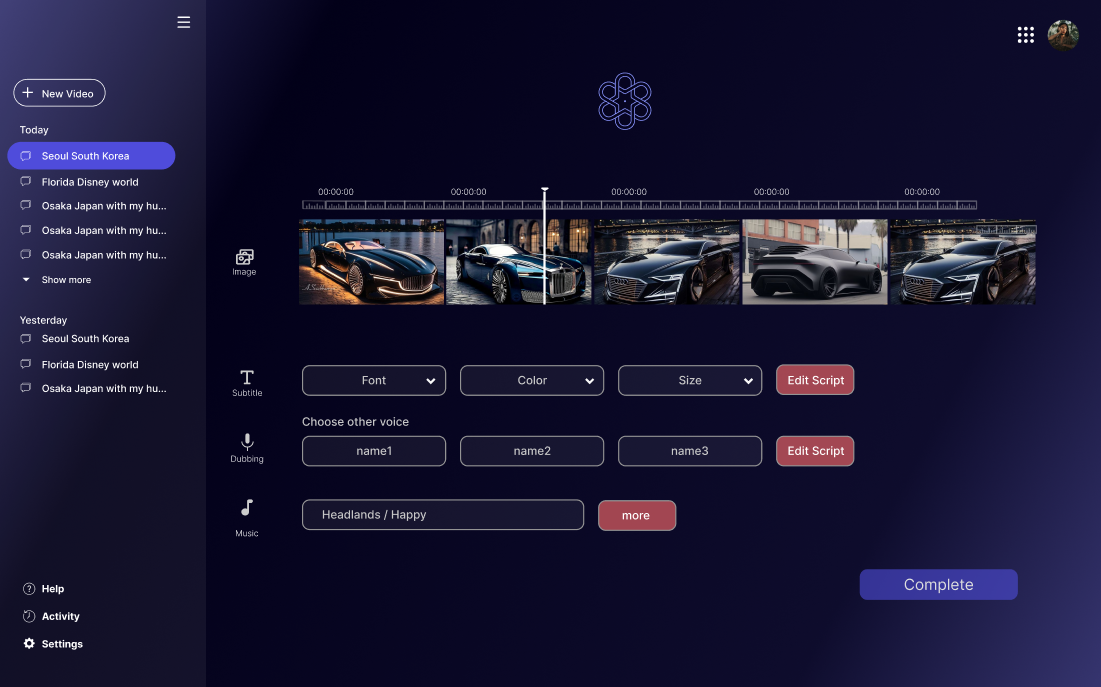 New Video
Today
Seoul South Korea
Florida Disney world
Osaka Japan with my hu...
Osaka Japan with my hu...
Osaka Japan with my hu...
Show more
Yesterday
Seoul South Korea
Florida Disney world
Osaka Japan with my hu...
Help
Activity
Settings
00:00:00 00:00:00 00:00:00 00:00:00 00:00:00
Image
Subtitle
Font
Color
Size
Edit Script
Choose other voice
Dubbing
name1
name2
name3
Edit Script
Music
Headlands / Happy
more
Complete